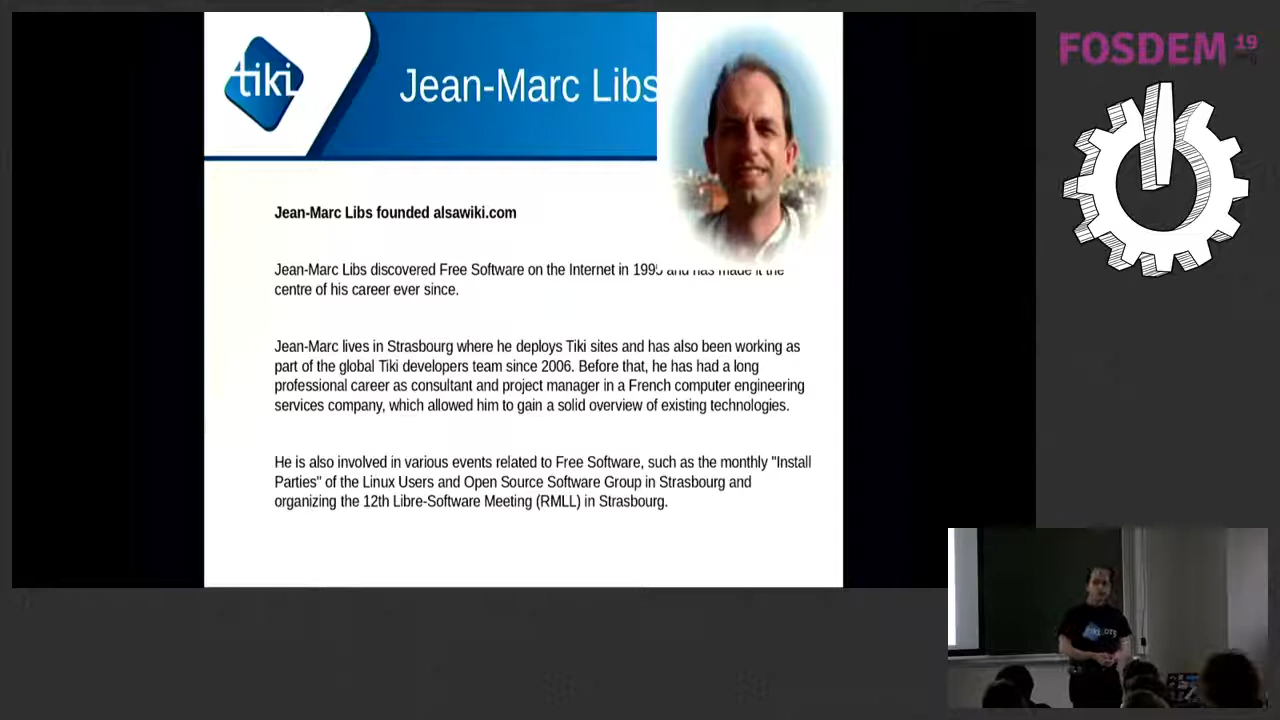 tiki
Jean-Marc Libs
Jean-Marc Libs founded alsawiki.com
Jean-Marc Libs discovered Free Software on the Internet in 1995 and has made it the
centre of his career ever since.
Jean-Marc lives in Strasbourg where he deploys Tiki sites and has also been working as
part of the global Tiki developers team since 2006. Before that, he has had a long
professional career as consultant and project manager in a French computer engineering
services company, which allowed him to gain a solid overview of existing technologies.
He is also involved in various events related to Free Software, such as the monthly "Install
Parties" of the Linux Users and Open Source Software Group in Strasbourg and
organizing the 12th Libre-Software Meeting (RMLL) in Strasbourg.
FOSDEM 19